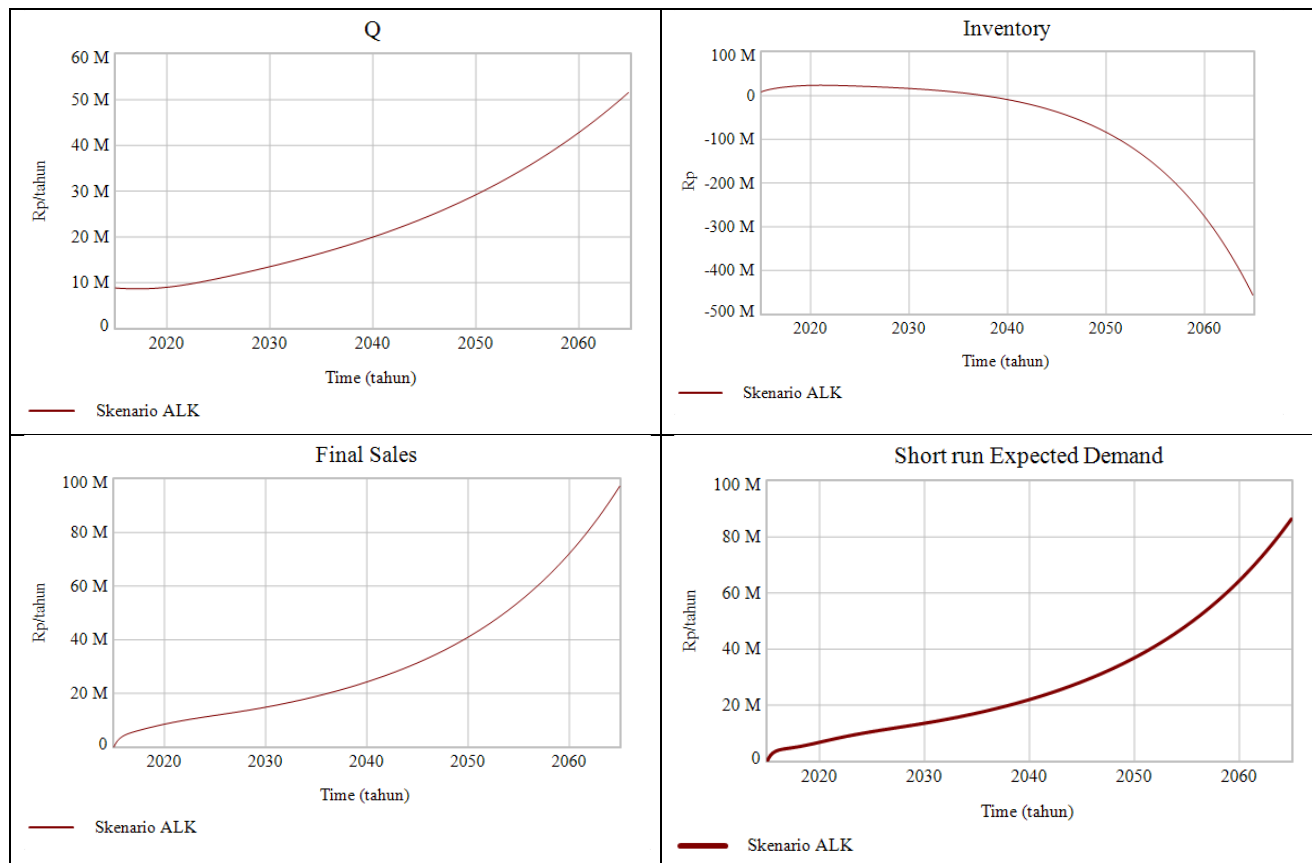 Q
60 M
50 M
40 M
30 M
20 M
10 M
0
Rp/tahun
2020 2030 2040 2050 2060
Time (tahun)
Skenario ALK
Inventory
100 M
0
-100 M
-200 M
-300 M
-400 M
-500 M
Rp
2020 2030 2040 2050 2060
Time (tahun)
Skenario ALK
Final Sales
100 M
80 M
60 M
40 M
20 M
0
Rp/tahun
2020 2030 2040 2050 2060
Time (tahun)
Skenario ALK
Short run Expected Demand
100 M
80 M
60 M
40 M
20 M
0
Rp/tahun
2020 2030 2040 2050 2060
Time (tahun)
Skenario ALK